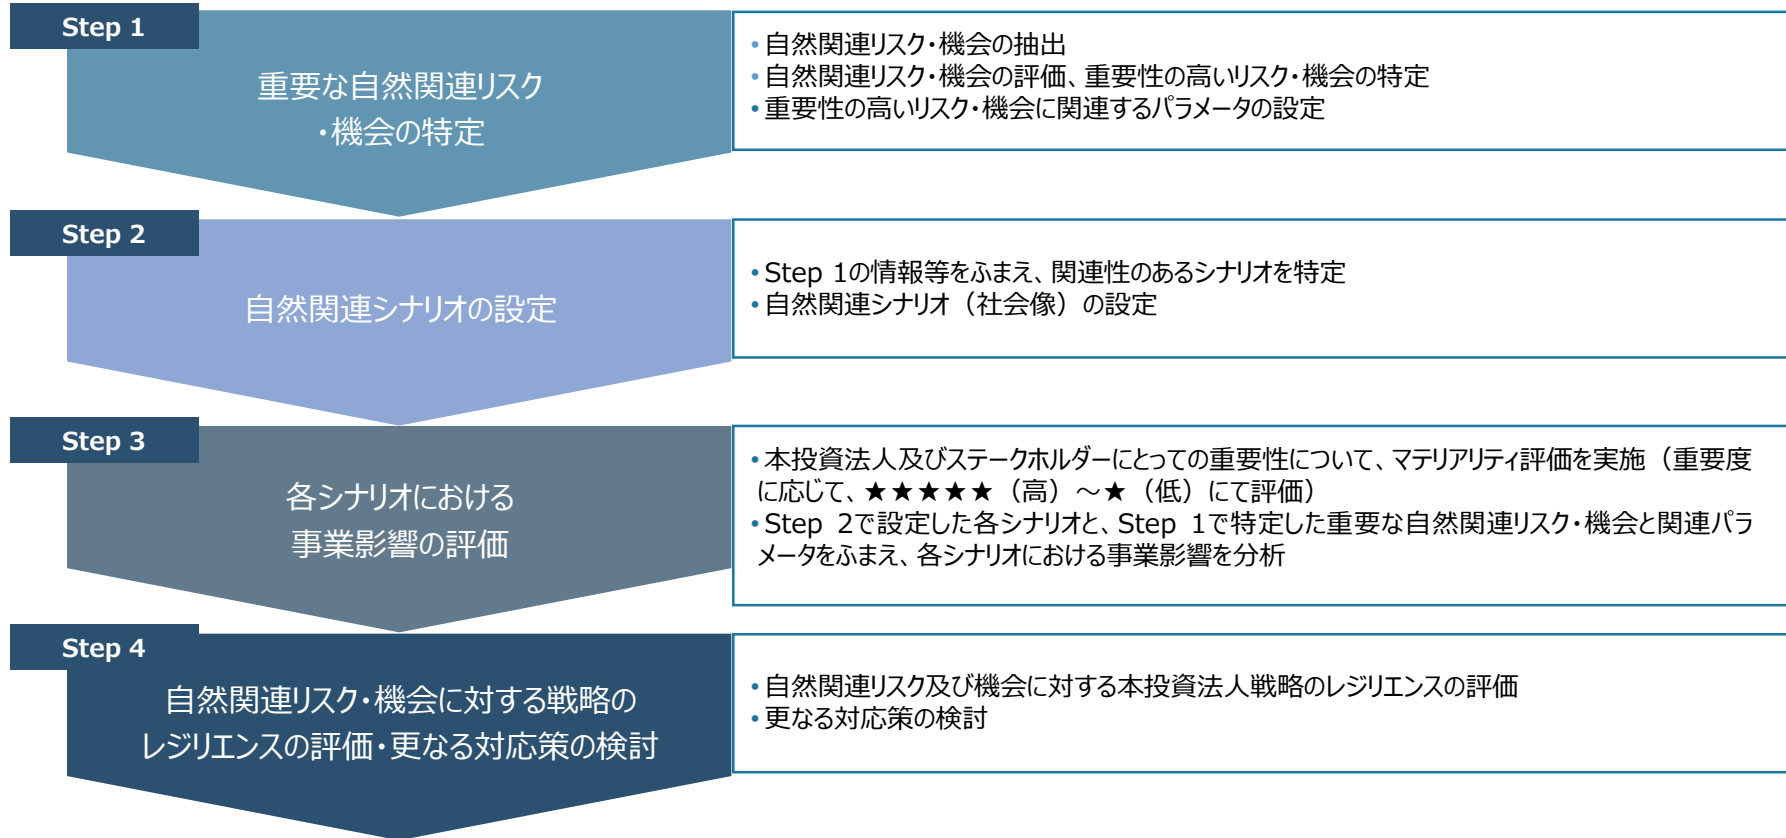 Step 1
重要な自然関連リスク
・機会の特定
• 自然関連リスク・機会の抽出
• 自然関連リスク・機会の評価、重要性の高いリスク・機会の特定
• 重要性の高いリスク・機会に関連するパラメータの設定
Step 2
自然関連シナリオの設定
• Step 1の情報等をふまえ、関連性のあるシナリオを特定
• 自然関連シナリオ（社会像）の設定
Step 3
各シナリオにおける
事業影響の評価
• 本投資法人及びステークホルダーにとっての重要性について、マテリアリティ評価を実施（重要度
に応じて、★★★★★（高）～★（低）にて評価）
• Step 2で設定した各シナリオと、Step 1で特定した重要な自然関連リスク・機会と関連パラ
メータをふまえ、各シナリオにおける事業影響を分析
Step 4
自然関連リスク・機会に対する戦略の
レジリエンスの評価・更なる対応策の検討
• 自然関連リスク及び機会に対する本投資法人戦略のレジリエンスの評価
• 更なる対応策の検討